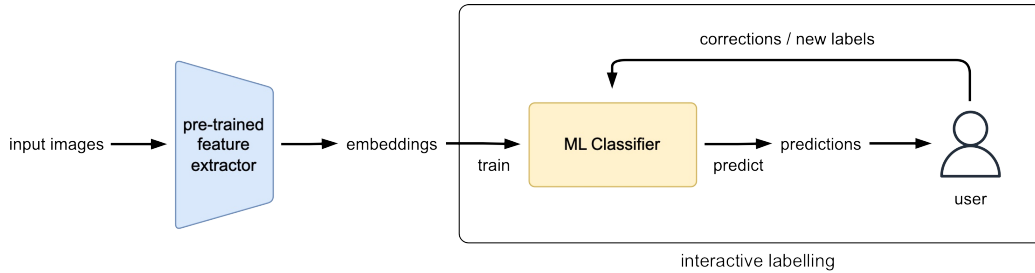 corrections / new labels
input images
pre-trained
feature
extractor
embeddings
train
ML Classifier
predict
predictions
user
interactive labelling